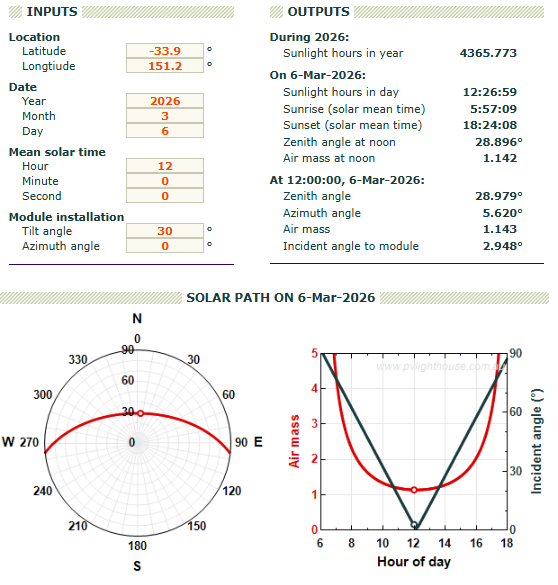 INPUTS
Location
Latitude -33.9 °
Longtiude 151.2 °
Date
Year 2026
Month 3
Day 6
Mean solar time
Hour 12
Minute 0
Second 0
Module installation
Tilt angle 30 °
Azimuth angle 0 °
OUTPUTS
During 2026:
Sunlight hours in year 4365.773
On 6-Mar-2026:
Sunlight hours in day 12:26:59
Sunrise (solar mean time) 5:57:09
Sunset (solar mean time) 18:24:08
Zenith angle at noon 28.896°
Air mass at noon 1.142
At 12:00:00, 6-Mar-2026:
Zenith angle 28.979°
Azimuth angle 5.620°
Air mass 1.143
Incident angle to module 2.948°
SOLAR PATH ON 6-Mar-2026
N
0
330 90 30
300 60 60
30
W 270 0 90 E
240 120
210 150
180
S
www.pvlighthouse.com.au
5 90
4
3 60
2
30
1
0 0
6 8 10 12 14 16 18
Air mass
Incident angle (°)
Hour of day